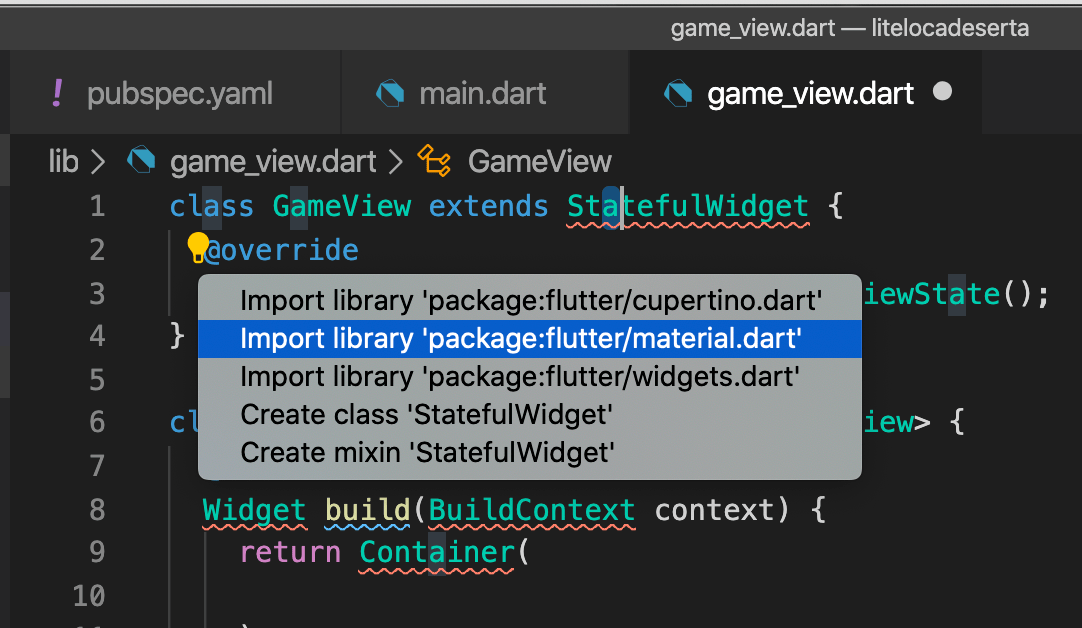 game_view.dart — litelocadeserta
! pubspec.yaml main.dart game_view.dart
lib > game_view.dart > GameView
1 class GameView extends StatefulWidget {
2 @override
3 iewState();
4 }
5
6 cl iew> {
7
8 Widget build(BuildContext context) {
9 return Container(
10
Import library 'package:flutter/cupertino.dart'
Import library 'package:flutter/material.dart'
Import library 'package:flutter/widgets.dart'
Create class 'StatefulWidget'
Create mixin 'StatefulWidget'